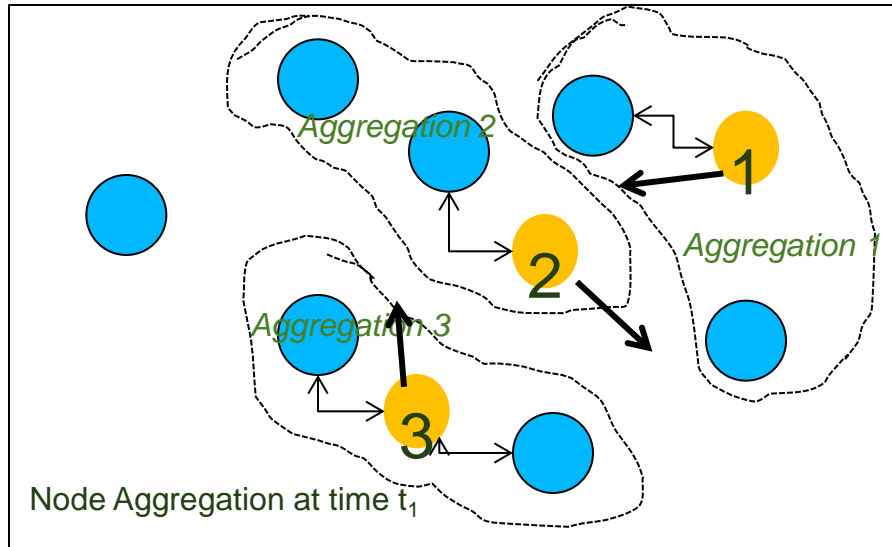 Aggregation 2
1
Aggregation 1
2
Aggregation 3
3
Node Aggregation at time t₁